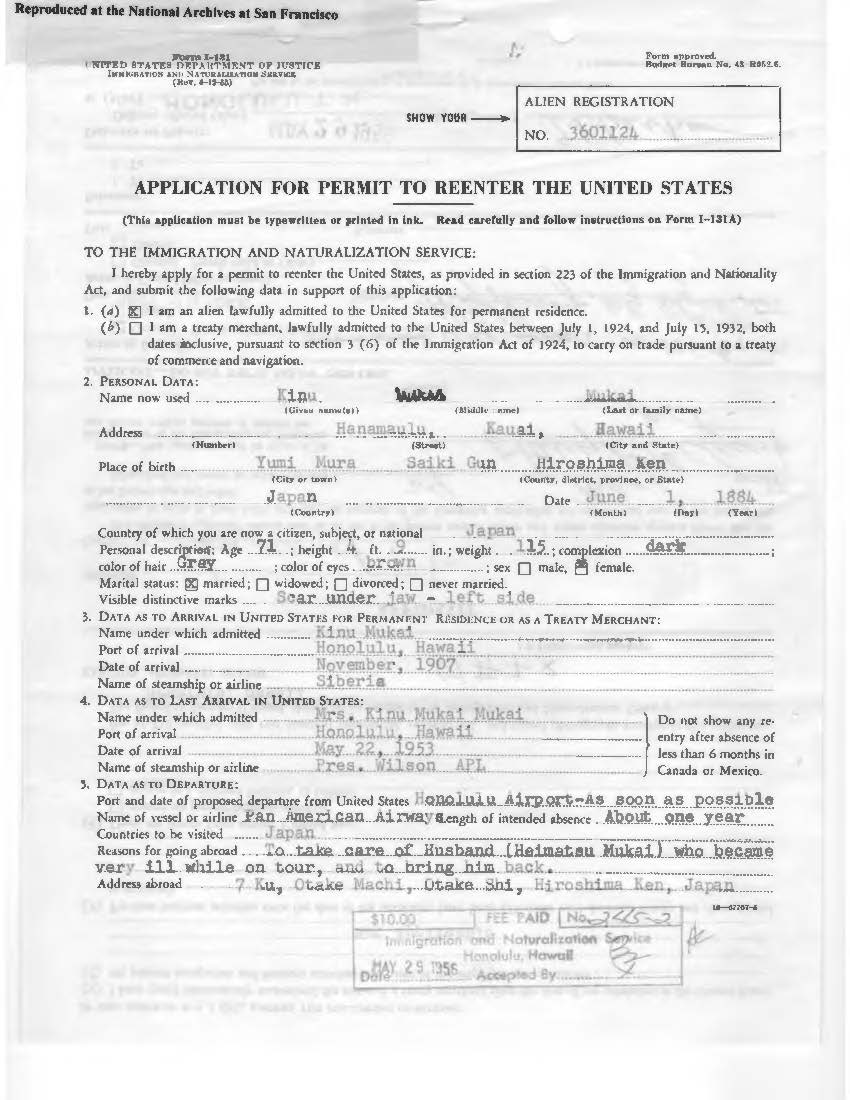 Reproduced at the National Archives at San Francisco
Form I-131
UNITED STATES DEPARTMENT OF JUSTICE
IMMIGRATION AND NATURALIZATION SERVICE
Form approved.
Budget Bureau No. 43-R052.6.
SHOW YOUR
ALIEN REGISTRATION
NO. 3601124
APPLICATION FOR PERMIT TO REENTER THE UNITED STATES
(This application must be typewritten or printed in ink. Read carefully and follow instructions on Form I-131A)
TO THE IMMIGRATION AND NATURALIZATION SERVICE:
I hereby apply for a permit to reenter the United States, as provided in section 223 of the Immigration and Nationality
Act, and submit the following data in support of this application:
1. (a) ☒ I am an alien lawfully admitted to the United States for permanent residence.
(b) ☐ I a treaty merchant, lawfully admitted to the United States between July 1, 1924, and July 15, 1932, both
dates inclusive, pursuant to section 3 (6) of the Immigration Act of 1924, to carry on trade pursuant to a treaty
of commerce and navigation.
2. PERSONAL DATA:
Name now used Kinu Mukai
(Given name(s)) (Middle name) (Last or family name)
Address Hanamaulu, Kauai, Hawaii
(Number) (Street) (City and State)
Place of birth Yumi Mura Saiki Gun Hiroshima Ken
(City or town) (County, district, province, or State)
Japan Date June 1, 1884
(Country) (Month) (Day) (Year)
Country of which you are now a citizen, subject, or national Japan
Personal description: Age 71 ; height 4 ft. 9 in.; weight 115 ; complexion dark ;
color of hair Gray ; color of eyes brown ; sex ☐ male, ☒ female.
Marital status: ☒ married; ☐ widowed; ☐ divorced; ☐ never married.
Visible distinctive marks Scar under jaw - left side
3. DATA AS TO ARRIVAL IN UNITED STATES FOR PERMANENT RESIDENCE OR AS A TREATY MERCHANT:
Name under which admitted Kinu Mukai
Port of arrival Honolulu, Hawaii
Date of arrival November, 1907
Name of steamship or airline Siberia
4. DATA AS TO LAST ARRIVAL IN UNITED STATES:
Name under which admitted Mrs. Kinu Mukai Mukai
Port of arrival Honolulu, Hawaii
Date of arrival May 22, 1953
Name of steamship or airline Pres. Wilson APL
Do not show any re-
entry after absence of
less than 6 months in
Canada or Mexico.
5. DATA AS TO DEPARTURE:
Port and date of proposed departure from United States Honolulu Airport-As soon as possible
Name of vessel or airline Pan American Airways Length of intended absence About one year
Countries to be visited Japan
Reasons for going abroad To take care of Husband (Heimatsu Mukai) who became
very ill while on tour, and to bring him back.
Address abroad 7 Ku, Otake Machi, Otake Shi, Hiroshima Ken, Japan
$10.00 FEE PAID No.
Immigration and Naturalization Service
Honolulu, Hawaii
Date MAY 29 1956 Accepted By